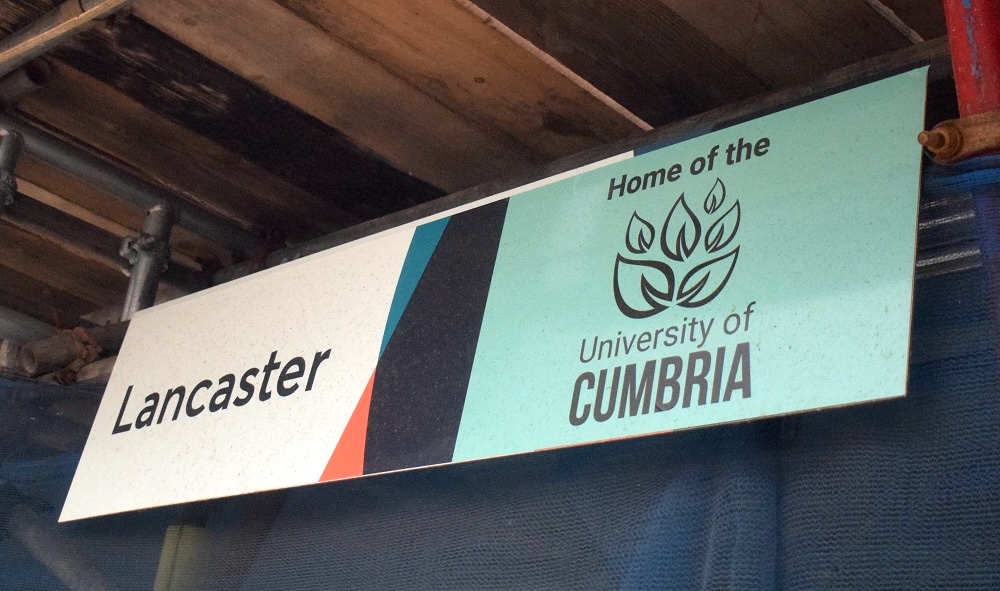 Lancaster
Home of the
University of
CUMBRIA